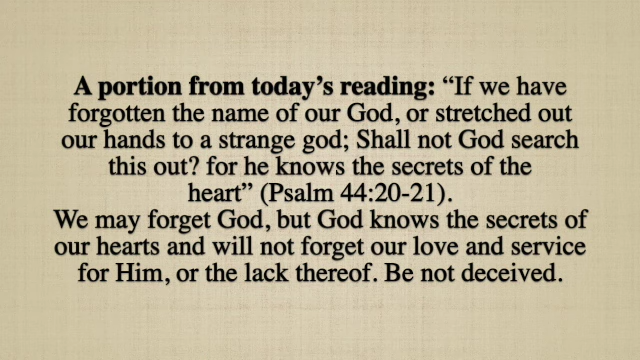 A portion from today’s reading: “If we have
forgotten the name of our God, or stretched out
our hands to a strange god; Shall not God search
this out? for he knows the secrets of the
heart” (Psalm 44:20-21).
We may forget God, but God knows the secrets of
our hearts and will not forget our love and service
for Him, or the lack thereof. Be not deceived.